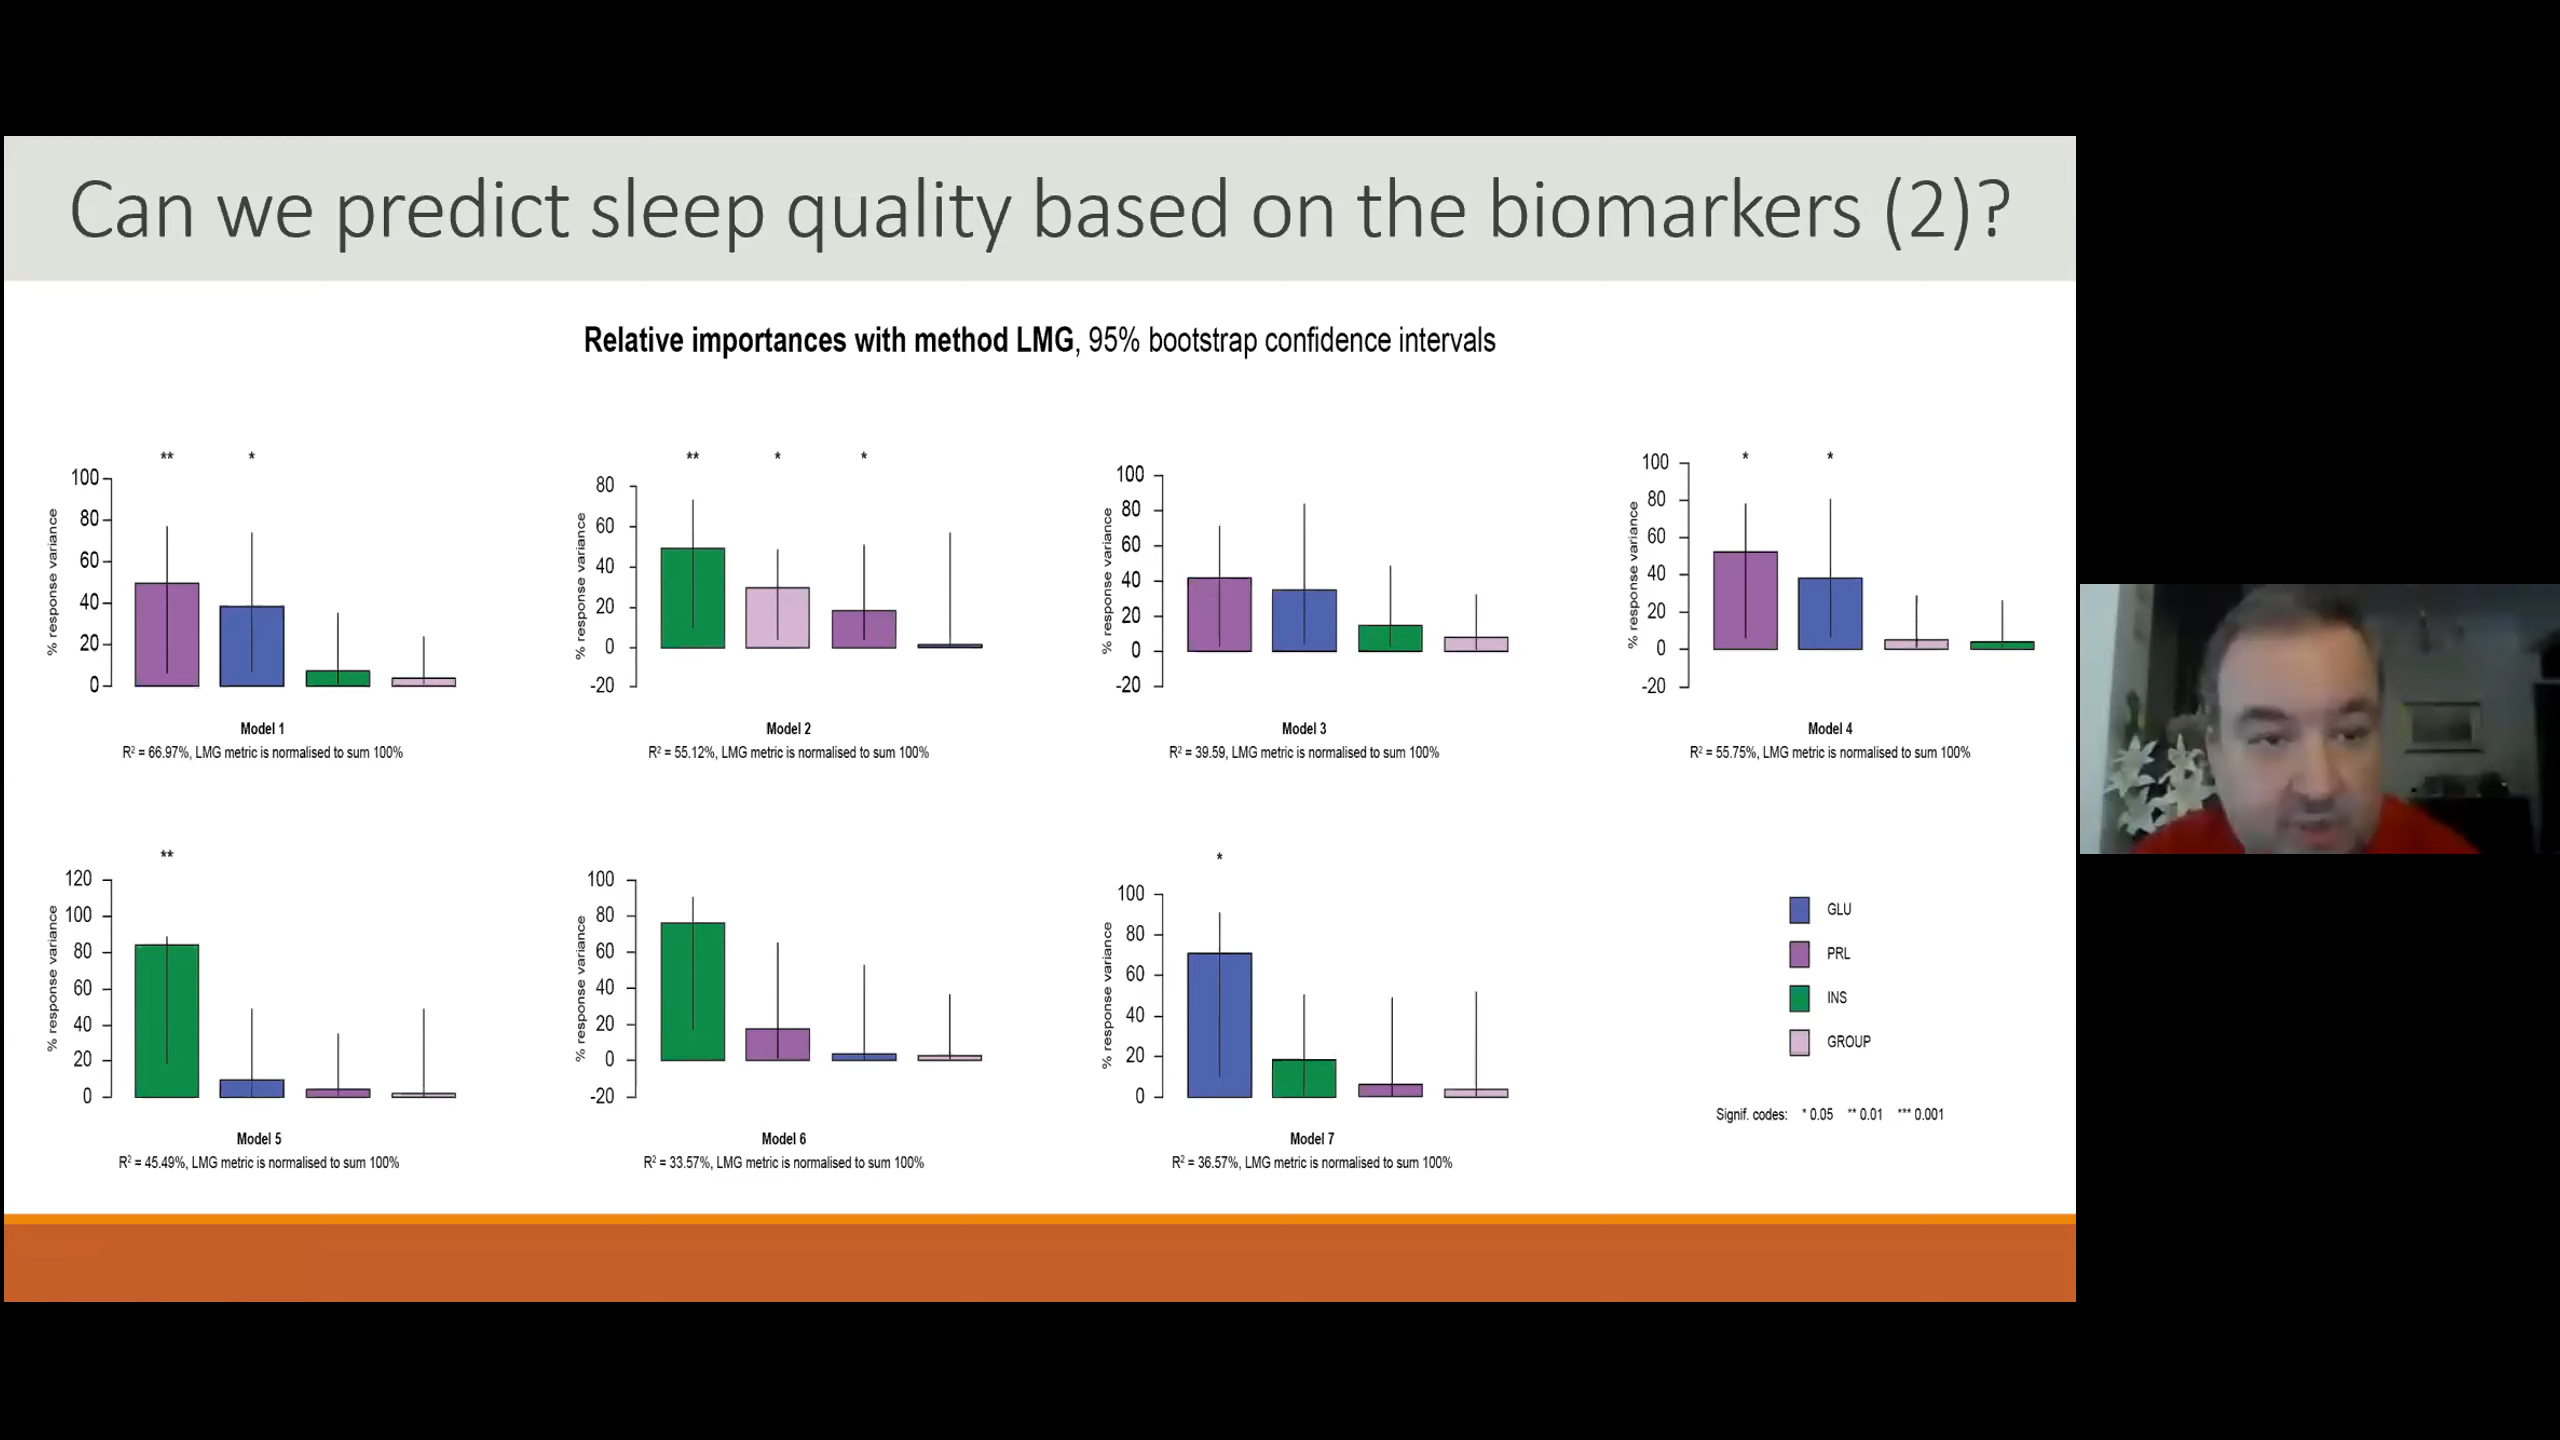 Can we predict sleep quality based on the biomarkers (2)?
Relative importances with method LMG, 95% bootstrap confidence intervals
** *
% response variance
100
80
60
40
20
0
Model 1
R² = 66.97%, LMG metric is normalised to sum 100%
** * *
% response variance
80
60
40
20
0
-20
Model 2
R² = 55.12%, LMG metric is normalised to sum 100%
% response variance
100
80
60
40
20
0
-20
Model 3
R² = 39.59, LMG metric is normalised to sum 100%
* *
% response variance
100
80
60
40
20
0
-20
Model 4
R² = 55.75%, LMG metric is normalised to sum 100%
**
% response variance
120
100
80
60
40
20
0
Model 5
R² = 45.49%, LMG metric is normalised to sum 100%
% response variance
100
80
60
40
20
0
-20
Model 6
R² = 33.57%, LMG metric is normalised to sum 100%
*
% response variance
100
80
60
40
20
0
Model 7
R² = 36.57%, LMG metric is normalised to sum 100%
GLU
PRL
INS
GROUP
Signif. codes: * 0.05 ** 0.01 *** 0.001